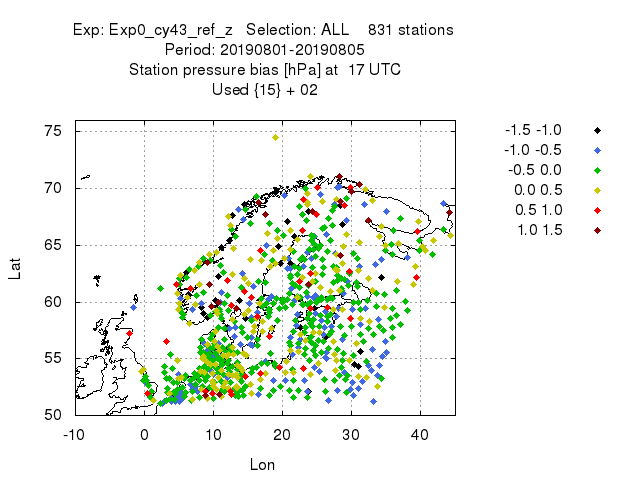 Exp: Exp0_cy43_ref_z   Selection: ALL    831 stations
Period: 20190801-20190805
Station pressure bias [hPa] at  17 UTC
Used {15} + 02
75
70
65
60
55
50
Lat
-10 0 10 20 30 40
Lon
-1.5 -1.0
-1.0 -0.5
-0.5 0.0
0.0 0.5
0.5 1.0
1.0 1.5